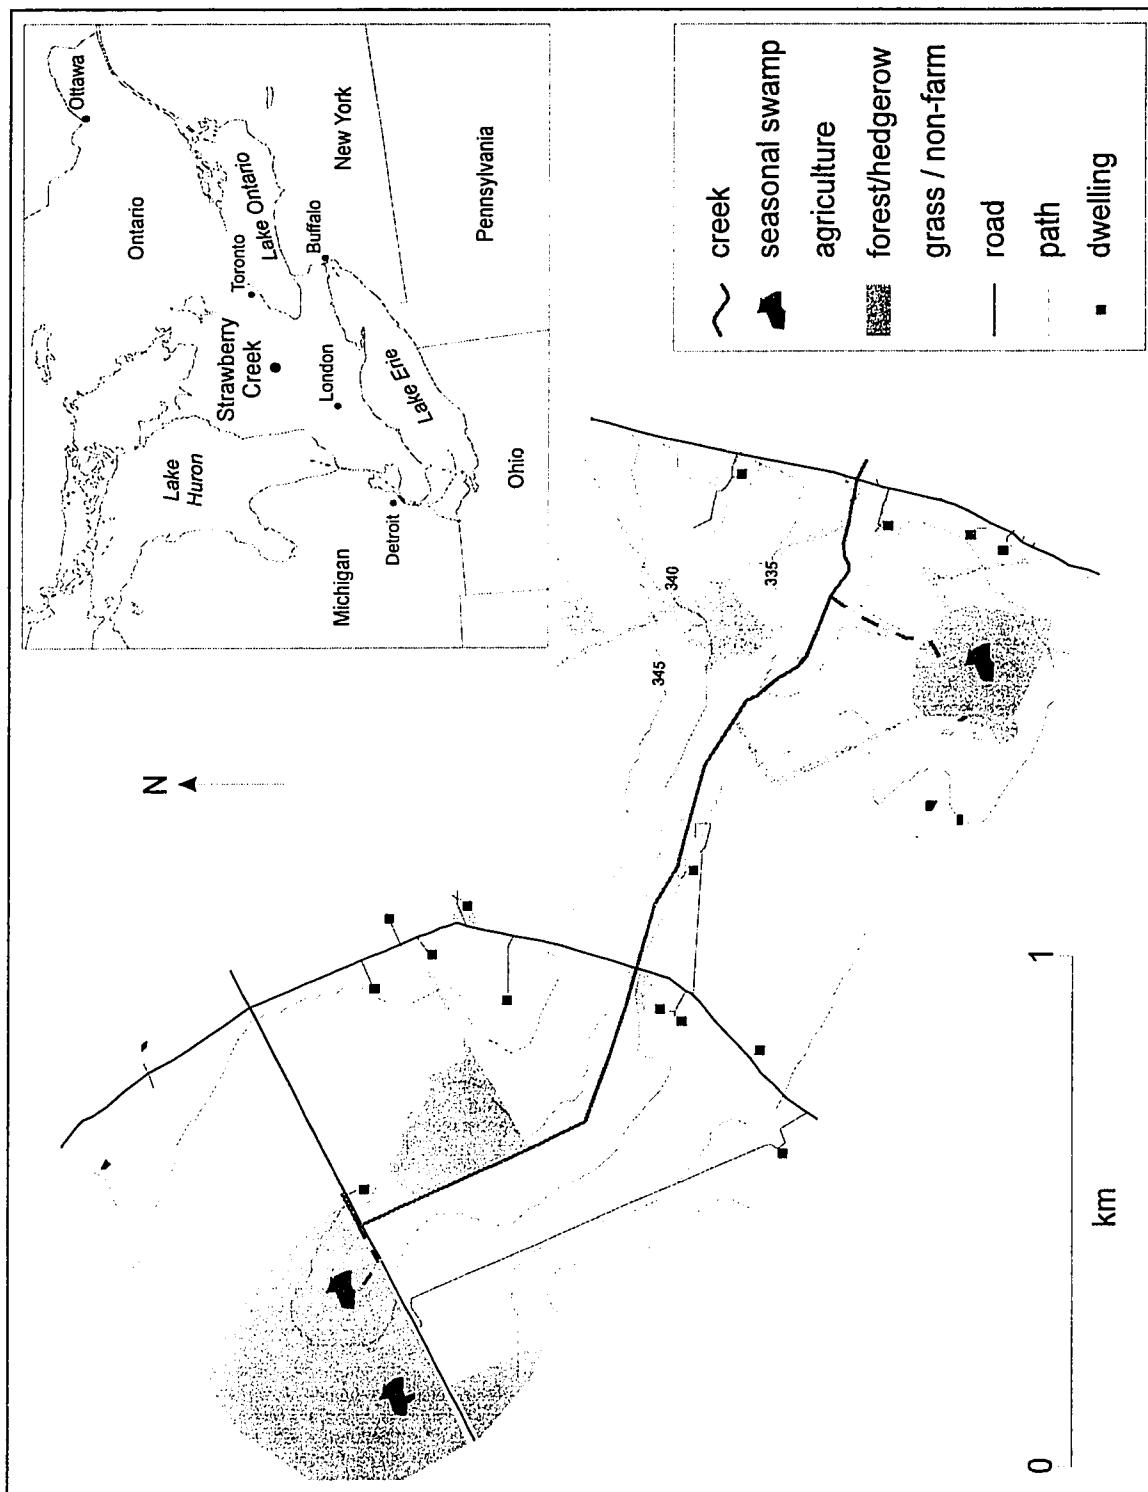 Ottawa
Ontario
Toronto
Lake Ontario
Strawberry
Creek
Lake
Huron
Buffalo
New York
London
Michigan
Detroit
Lake Erie
Pennsylvania
Ohio
N
345
340
335
creek
seasonal swamp
agriculture
forest/hedgerow
grass / non-farm
road
path
dwelling
0
1
km